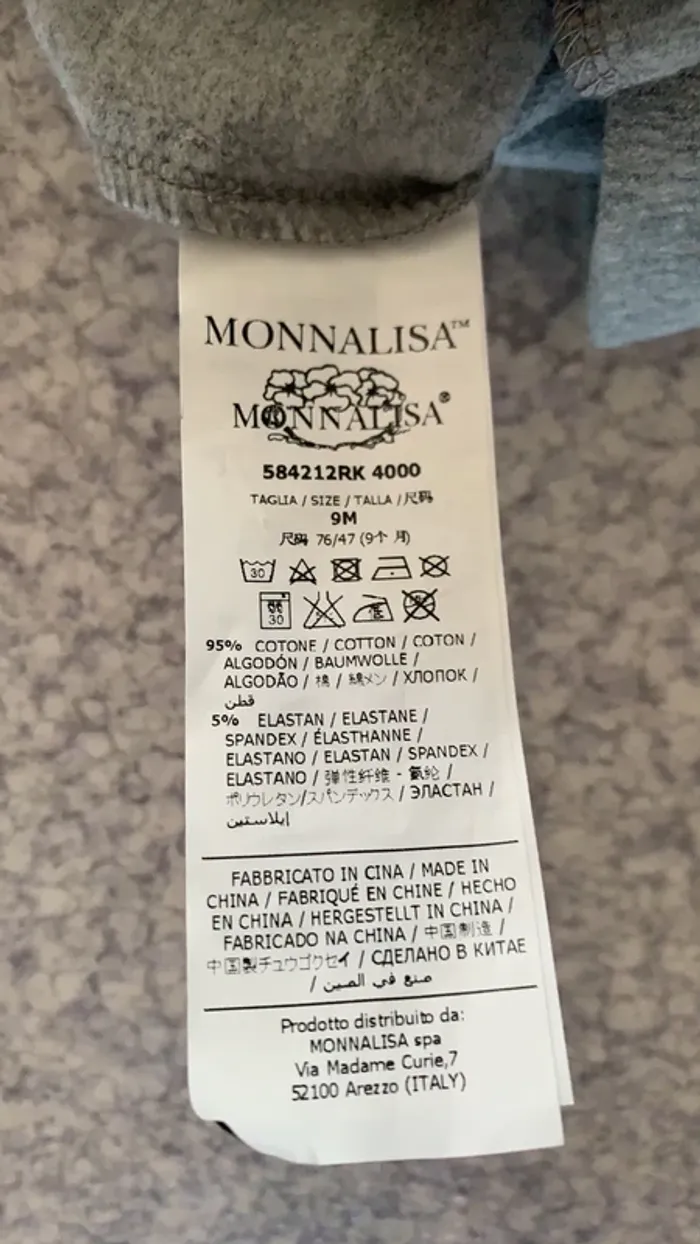 MONNALISA™
MONNALISA®
584212RK 4000
TAGLIA / SIZE / TALLA / 尺码
9M
尺码 76/47 (9个 月)
30
30
95% COTONE / COTTON / COTON /
ALGODÓN / BAUMWOLLE /
ALGODÃO / 棉 / 綿メン / ХЛОПОК /
قطن
5% ELASTAN / ELASTANE /
SPANDEX / ÉLASTHANNE /
ELASTANO / ELASTAN / SPANDEX /
ELASTANO / 弹性纤维 - 氨纶 /
ポリウレタン/スパンデックス / ЭЛАСТАН /
إيلاستين
FABBRICATO IN CINA / MADE IN
CHINA / FABRIQUÉ EN CHINE / HECHO
EN CHINA / HERGESTELLT IN CHINA /
FABRICADO NA CHINA / 中国制造 /
中国製チュウゴクセイ / СДЕЛАНО В КИТАЕ
/ صنع في الصين
Prodotto distribuito da:
MONNALISA spa
Via Madame Curie,7
52100 Arezzo (ITALY)